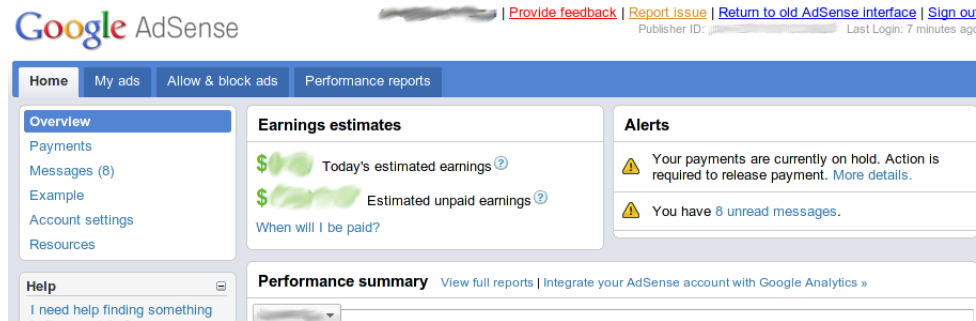 Google AdSense
| Provide feedback | Report issue | Return to old AdSense interface | Sign out
Publisher ID: Last Login: 7 minutes ago
Home My ads Allow & block ads Performance reports
Overview
Payments
Messages (8)
Example
Account settings
Resources
Help
I need help finding something
Earnings estimates
$ Today's estimated earnings ?
$ Estimated unpaid earnings ?
When will I be paid?
Alerts
Your payments are currently on hold. Action is
required to release payment. More details.
You have 8 unread messages.
Performance summary View full reports | Integrate your AdSense account with Google Analytics »